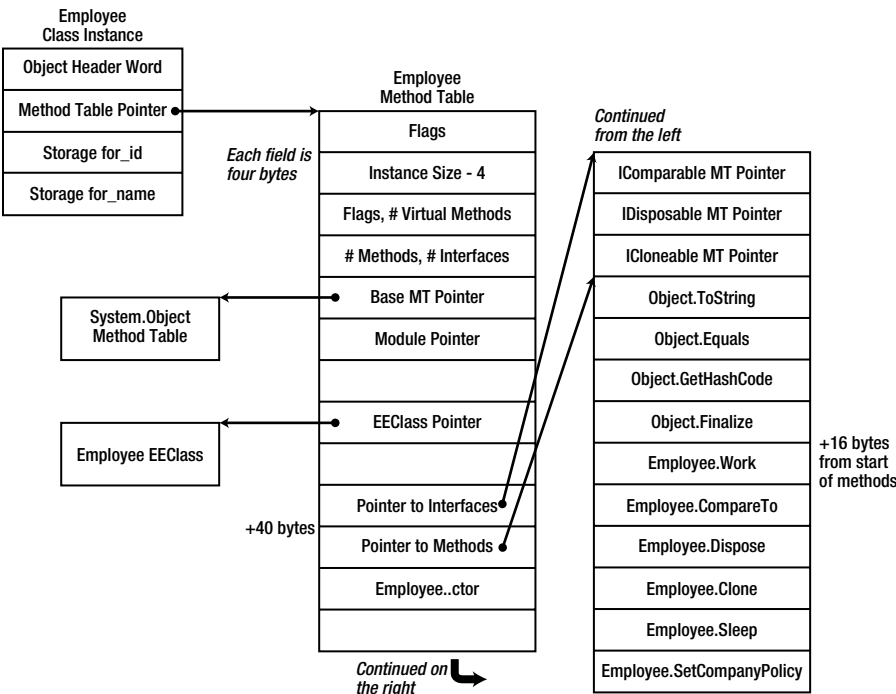 Employee
Class Instance
Object Header Word
Method Table Pointer
Storage for_id
Storage for_name
Employee
Method Table
Each field is
four bytes
Flags
Instance Size - 4
Flags, # Virtual Methods
# Methods, # Interfaces
Base MT Pointer
Module Pointer
EEClass Pointer
Pointer to Interfaces
+40 bytes
Pointer to Methods
Employee..ctor
Continued on
the right
System.Object
Method Table
Employee EEClass
Continued
from the left
IComparable MT Pointer
IDisposable MT Pointer
ICloneable MT Pointer
Object.ToString
Object.Equals
Object.GetHashCode
Object.Finalize
Employee.Work
Employee.CompareTo
Employee.Dispose
Employee.Clone
Employee.Sleep
Employee.SetCompanyPolicy
+16 bytes
from start
of methods